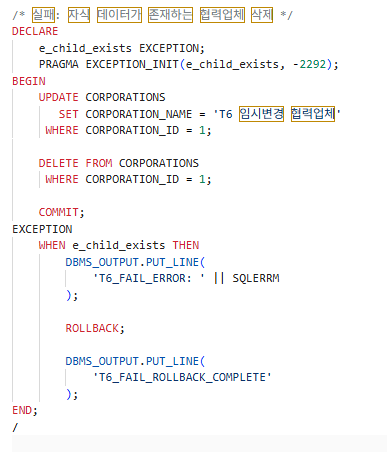 /* 실패: 자식 데이터가 존재하는 협력업체 삭제 */
DECLARE
    e_child_exists EXCEPTION;
    PRAGMA EXCEPTION_INIT(e_child_exists, -2292);
BEGIN
    UPDATE CORPORATIONS
       SET CORPORATION_NAME = 'T6 임시변경 협력업체'
     WHERE CORPORATION_ID = 1;

    DELETE FROM CORPORATIONS
     WHERE CORPORATION_ID = 1;

    COMMIT;
EXCEPTION
    WHEN e_child_exists THEN
        DBMS_OUTPUT.PUT_LINE(
            'T6_FAIL_ERROR: ' || SQLERRM
        );

        ROLLBACK;

        DBMS_OUTPUT.PUT_LINE(
            'T6_FAIL_ROLLBACK_COMPLETE'
        );
END;
/